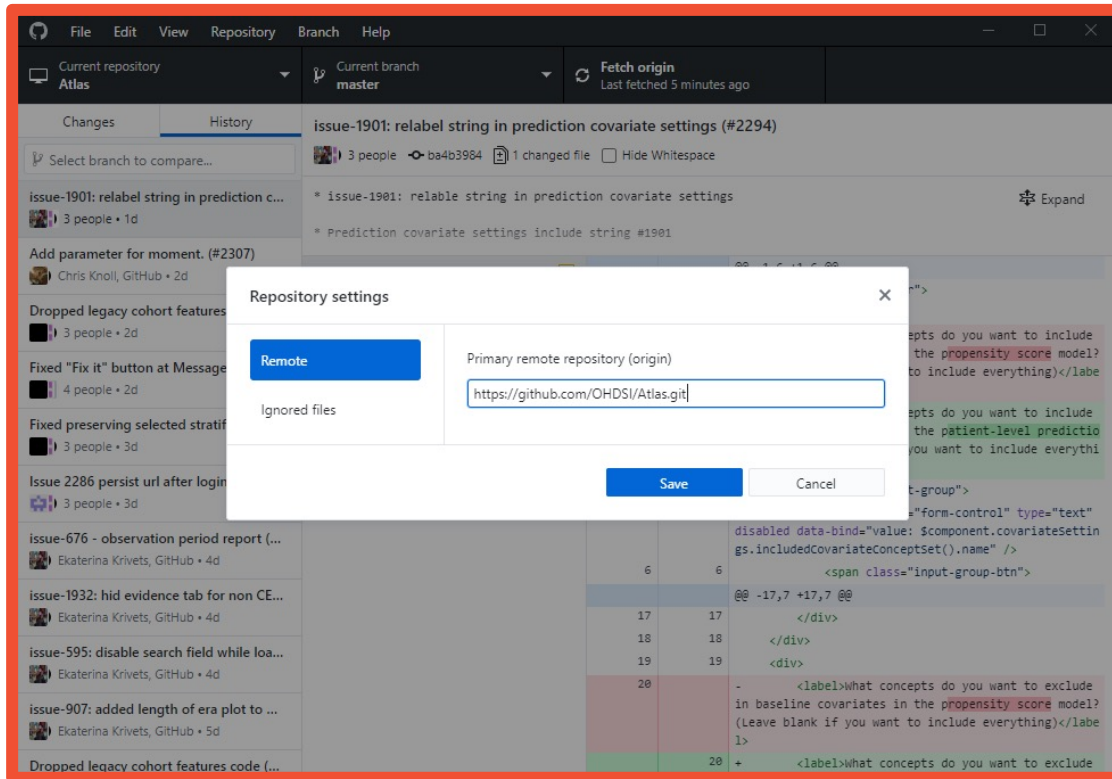 File Edit View Repository Branch Help
Current repository
Atlas
Current branch
master
Fetch origin
Last fetched 5 minutes ago
Changes History
Select branch to compare...
issue-1901: relabel string in prediction c...
3 people • 1d
Add parameter for moment. (#2307)
Chris Knoll, GitHub • 2d
Dropped legacy cohort features
3 people • 2d
Fixed "Fix it" button at Message
4 people • 2d
Fixed preserving selected stratif
3 people • 3d
Issue 2286 persist url after login
3 people • 3d
issue-676 - observation period report (...
Ekaterina Krivets, GitHub • 4d
issue-1932: hid evidence tab for non CE...
Ekaterina Krivets, GitHub • 4d
issue-595: disable search field while loa...
Ekaterina Krivets, GitHub • 4d
issue-907: added length of era plot to ...
Ekaterina Krivets, GitHub • 5d
Dropped legacy cohort features code (...
issue-1901: relabel string in prediction covariate settings (#2294)
3 people ba4b3984 1 changed file Hide Whitespace
* issue-1901: relable string in prediction covariate settings
Expand
* Prediction covariate settings include string #1901
@@ -1,6 +1,6 @@
r">
epts do you want to include
the propensity score model?
to include everything)</labe
epts do you want to include
the patient-level predictio
you want to include everythi
t-group">
="form-control" type="text"
disabled data-bind="value: $component.covariateSettin
gs.includedCovariateConceptSet().name" />
6 6 <span class="input-group-btn">
@@ -17,7 +17,7 @@
17 17 </div>
18 18 </div>
19 19 <div>
20 - <label>What concepts do you want to exclude
in baseline covariates in the propensity score model?
(Leave blank if you want to include everything)</labe
l>
20 + <label>What concepts do you want to exclude
Repository settings
Remote
Ignored files
Primary remote repository (origin)
https://github.com/OHDSI/Atlas.git
Save Cancel